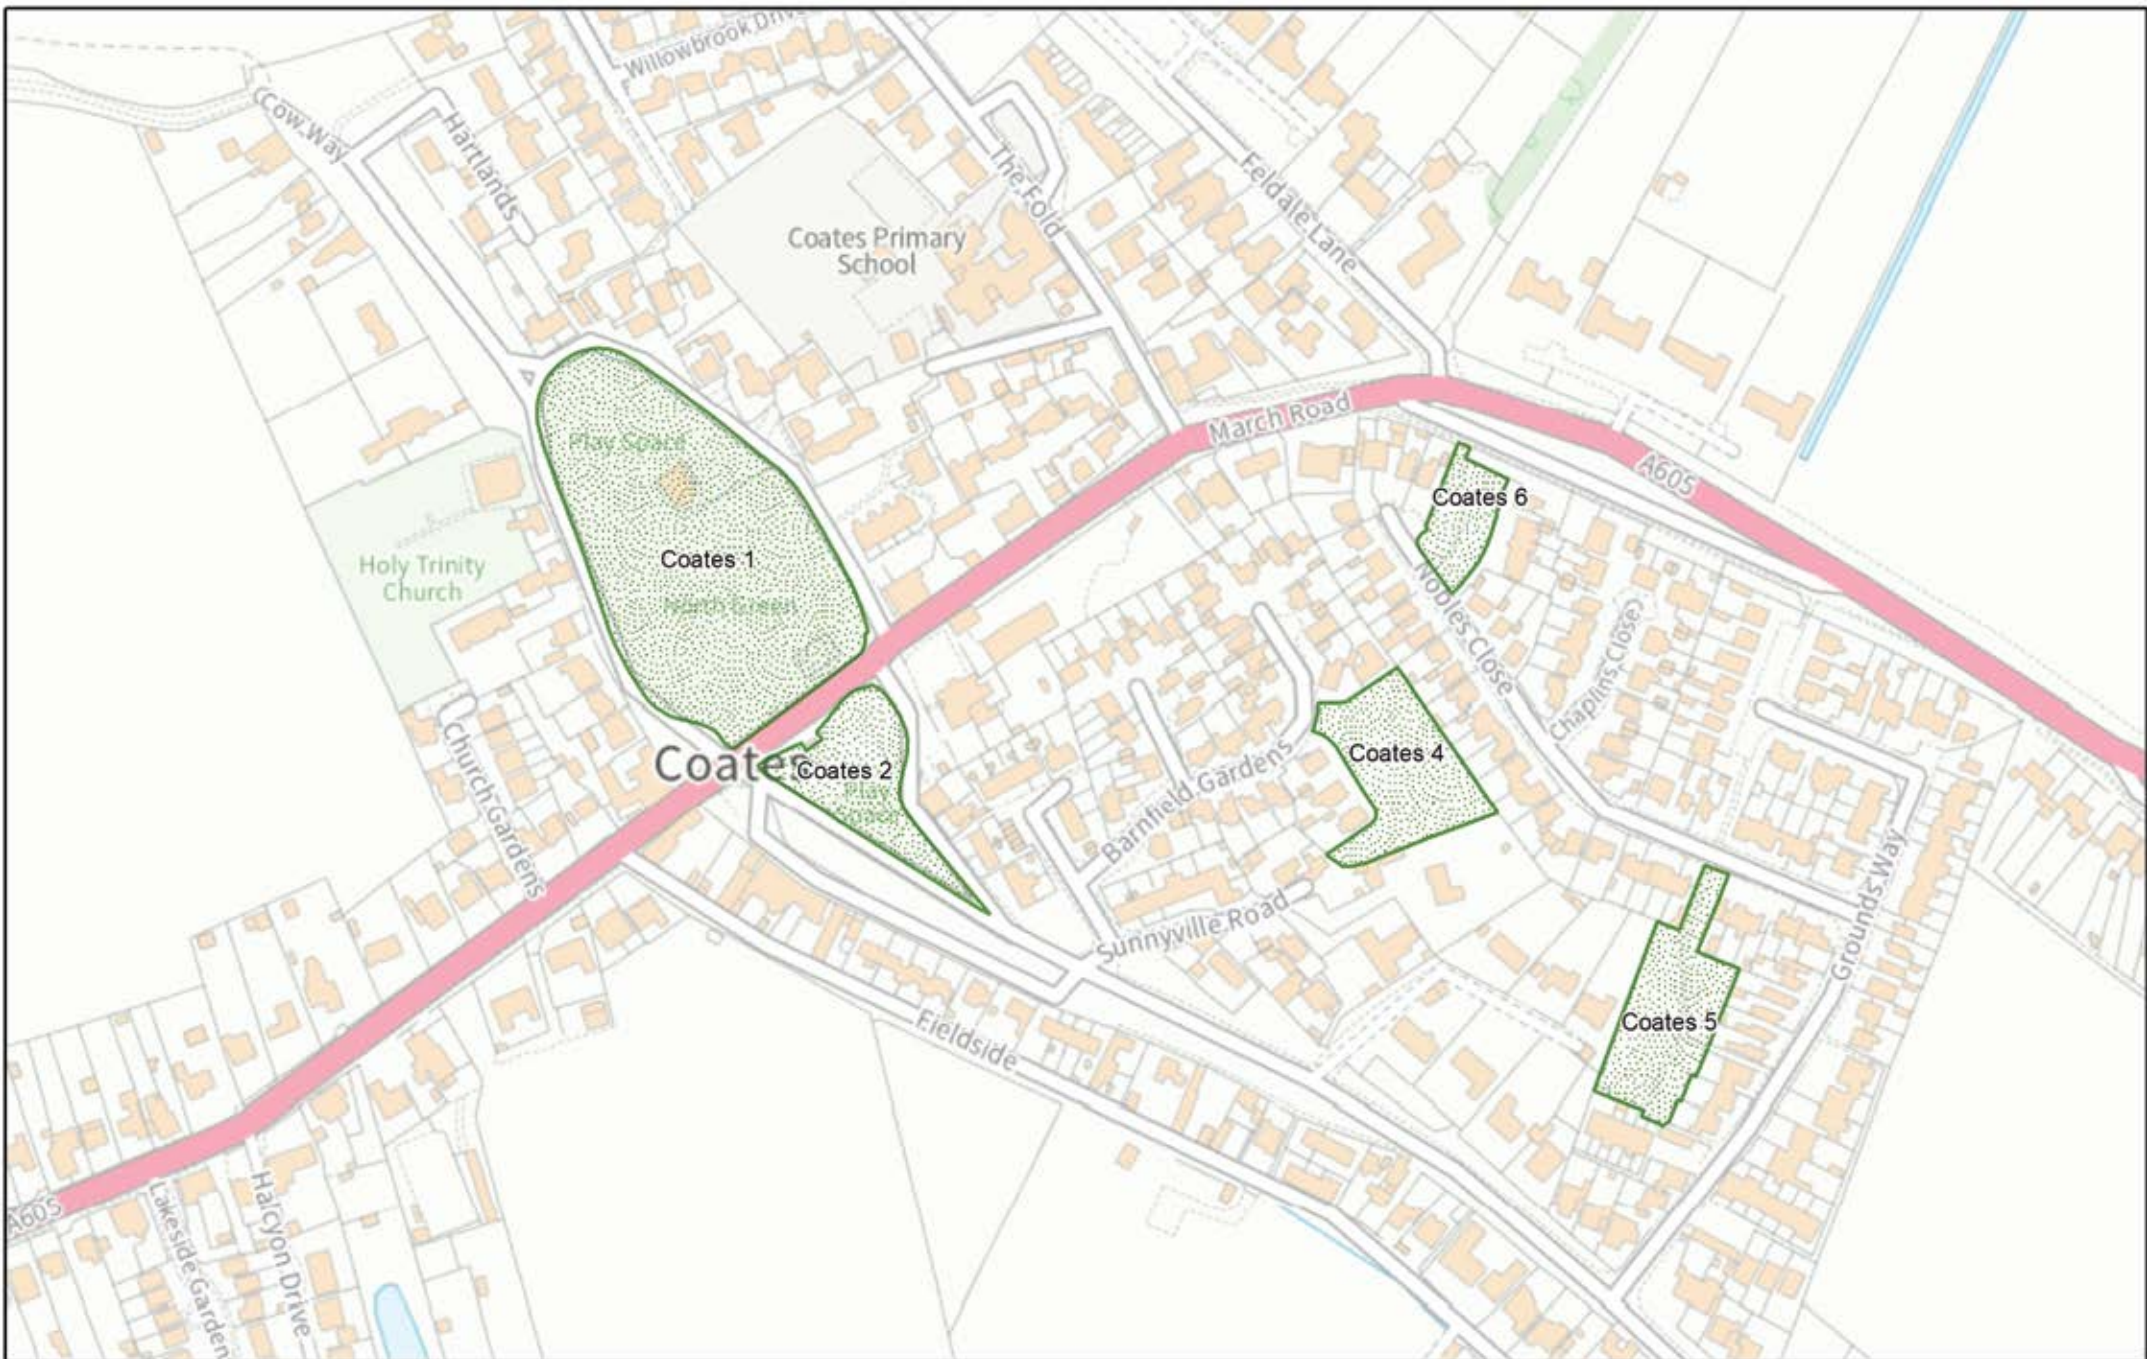 Willowbrook Drive
Cow Way
Hartlands
The Fold
Feldale Lane
Coates Primary
School
March Road
A605
Play Space
Coates 6
Coates 1
Holy Trinity
Church
North Green
Nobles Close
Chaplins Close
Coates
Coates 2
Play
Coates 4
Barnfield Gardens
Church Gardens
Sunnyville Road
Grounds Way
Coates 5
Fieldside
A605
Lakeside Garden
Halcyon Drive